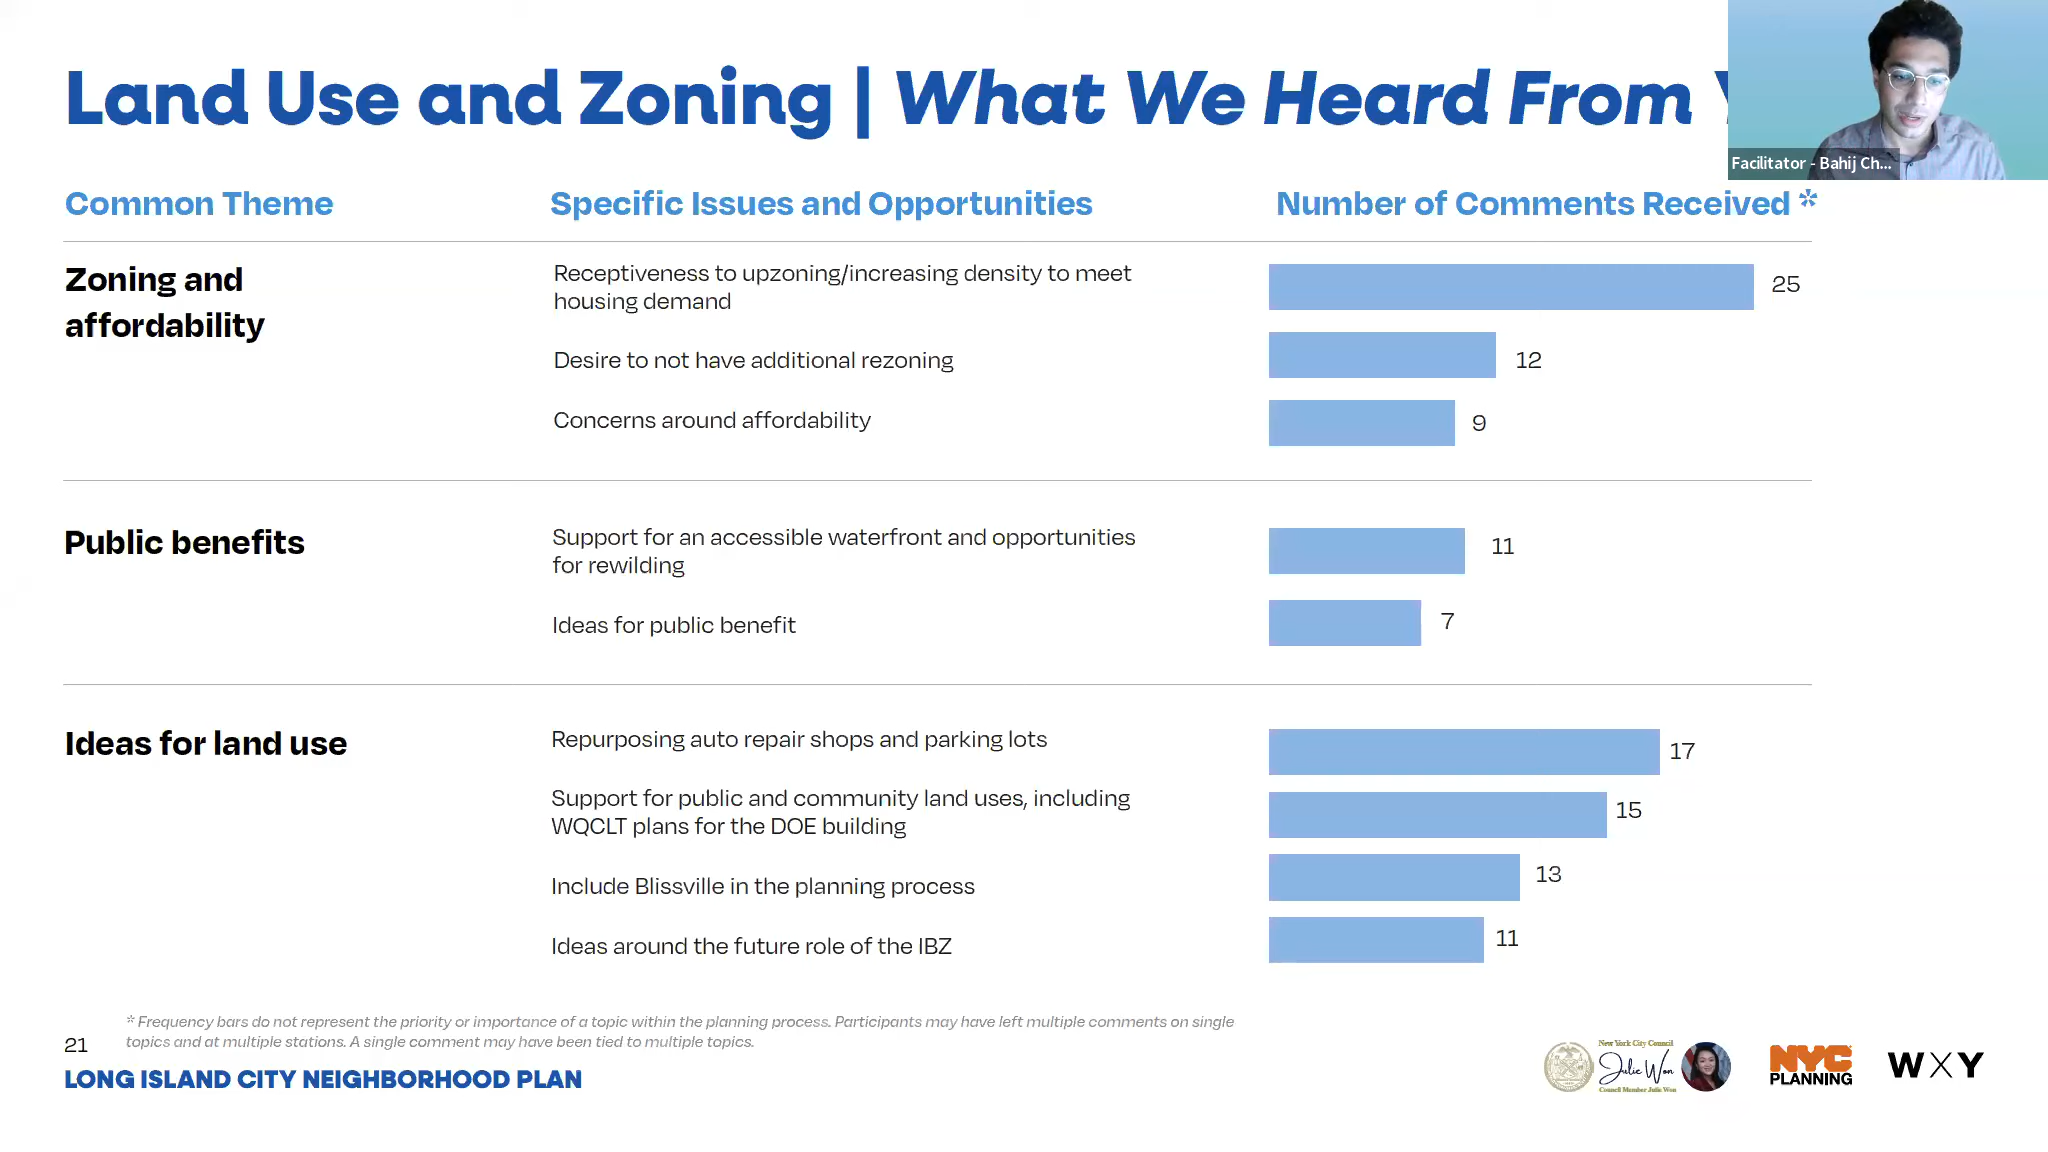 Land Use and Zoning | What We Heard From
Facilitator - Bahij Ch...
Common Theme
Specific Issues and Opportunities
Number of Comments Received *
Zoning and
affordability
Receptiveness to upzoning/increasing density to meet
housing demand
25
Desire to not have additional rezoning
12
Concerns around affordability
9
Public benefits
Support for an accessible waterfront and opportunities
for rewilding
11
Ideas for public benefit
7
Ideas for land use
Repurposing auto repair shops and parking lots
17
Support for public and community land uses, including
WQCLT plans for the DOE building
15
Include Blissville in the planning process
13
Ideas around the future role of the IBZ
11
* Frequency bars do not represent the priority or importance of a topic within the planning process. Participants may have left multiple comments on single
topics and at multiple stations. A single comment may have been tied to multiple topics.
21
LONG ISLAND CITY NEIGHBORHOOD PLAN
New York City Council
Julie Won
Council Member Julie Won
NYC
PLANNING
WXY